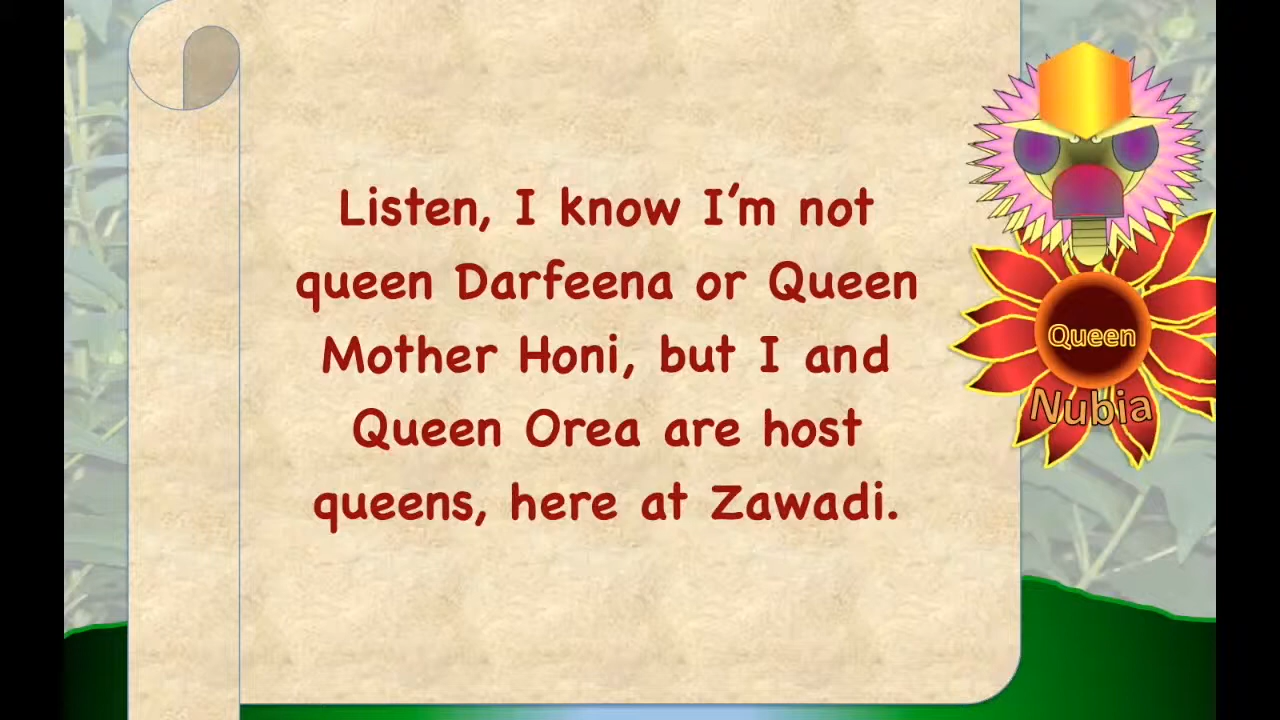 Listen, I know I'm not
queen Darfeena or Queen
Mother Honi, but I and
Queen Orea are host
queens, here at Zawadi.
Queen
Nubia